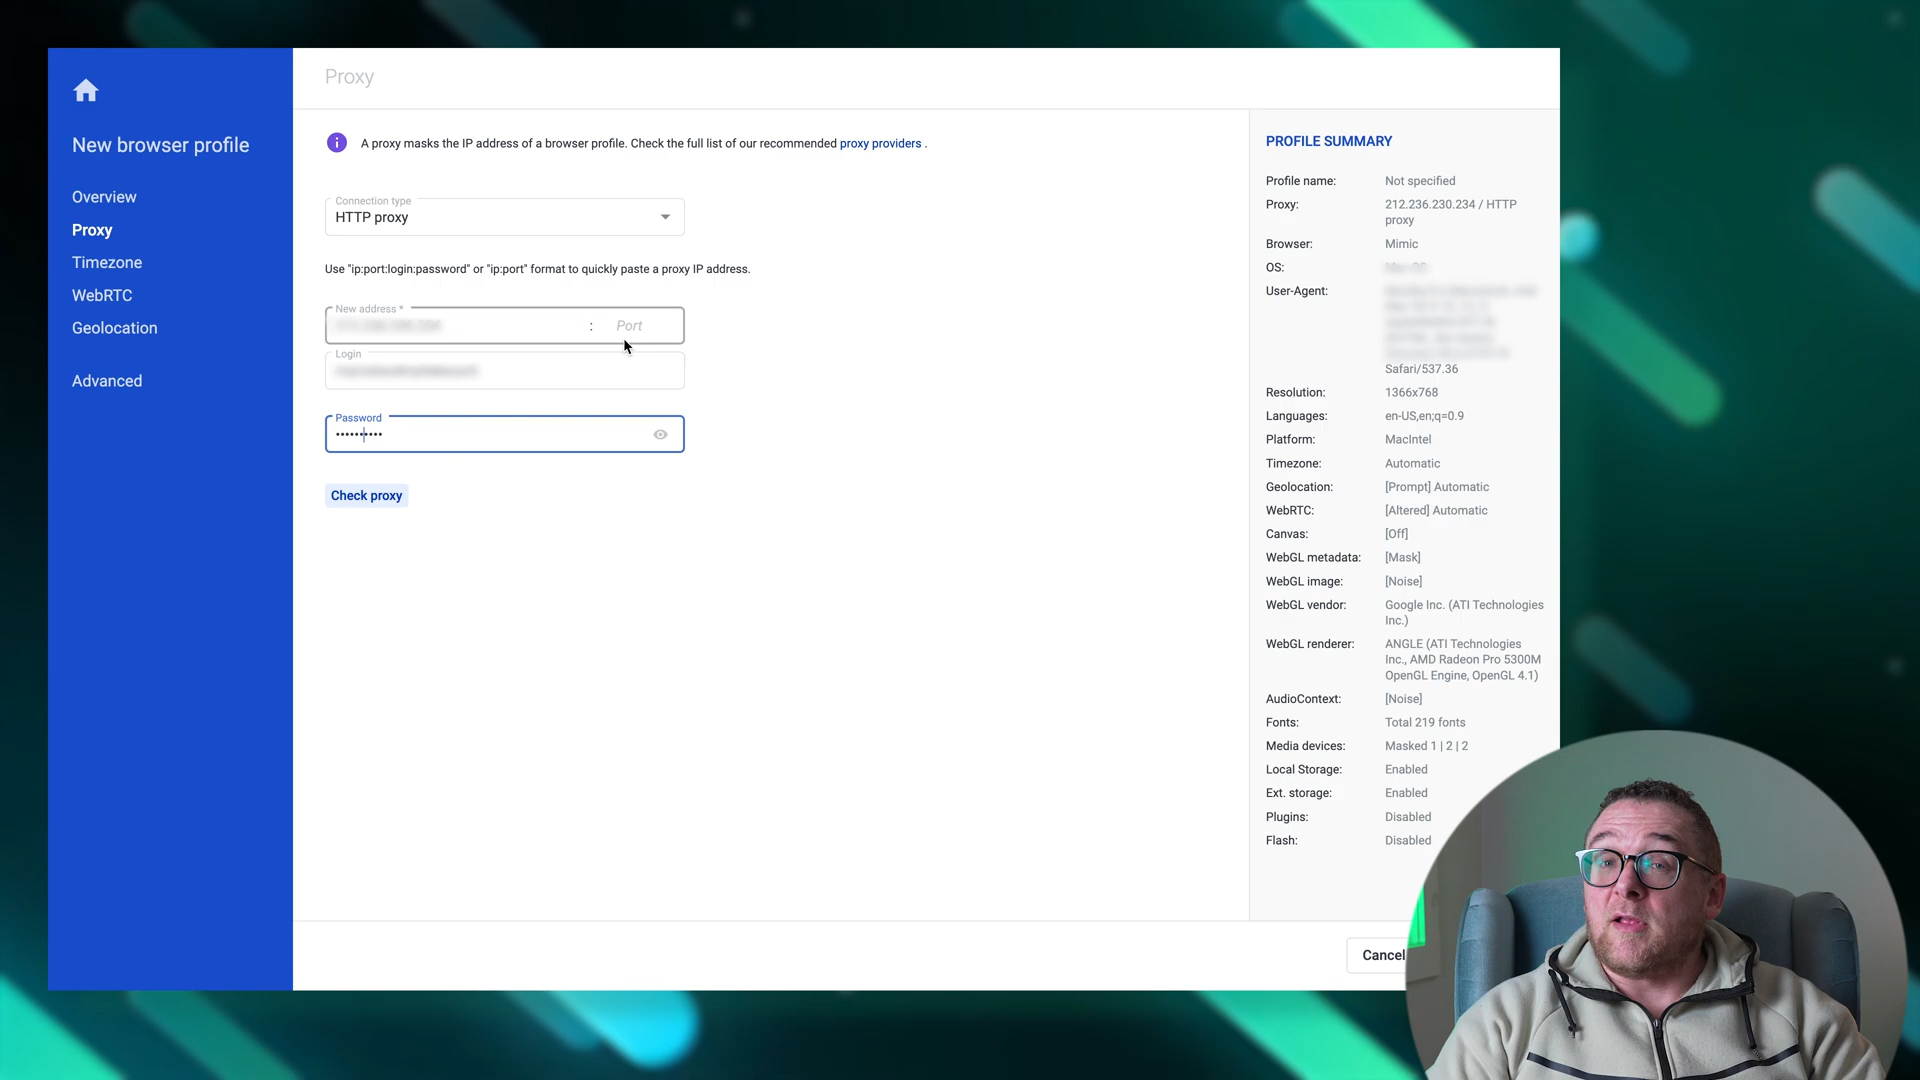 Proxy
New browser profile
Overview
Proxy
Timezone
WebRTC
Geolocation
Advanced
A proxy masks the IP address of a browser profile. Check the full list of our recommended proxy providers .
Connection type
HTTP proxy
Use "ip:port:login:password" or "ip:port" format to quickly paste a proxy IP address.
New address *
: Port
Login
Password
••••••••••
Check proxy
PROFILE SUMMARY
Profile name: Not specified
Proxy: 212.236.230.234 / HTTP
proxy
Browser: Mimic
OS:
User-Agent:
Safari/537.36
Resolution: 1366x768
Languages: en-US,en;q=0.9
Platform: MacIntel
Timezone: Automatic
Geolocation: [Prompt] Automatic
WebRTC: [Altered] Automatic
Canvas: [Off]
WebGL metadata: [Mask]
WebGL image: [Noise]
WebGL vendor: Google Inc. (ATI Technologies
Inc.)
WebGL renderer: ANGLE (ATI Technologies
Inc., AMD Radeon Pro 5300M
OpenGL Engine, OpenGL 4.1)
AudioContext: [Noise]
Fonts: Total 219 fonts
Media devices: Masked 1 | 2 | 2
Local Storage: Enabled
Ext. storage: Enabled
Plugins: Disabled
Flash: Disabled
Cancel